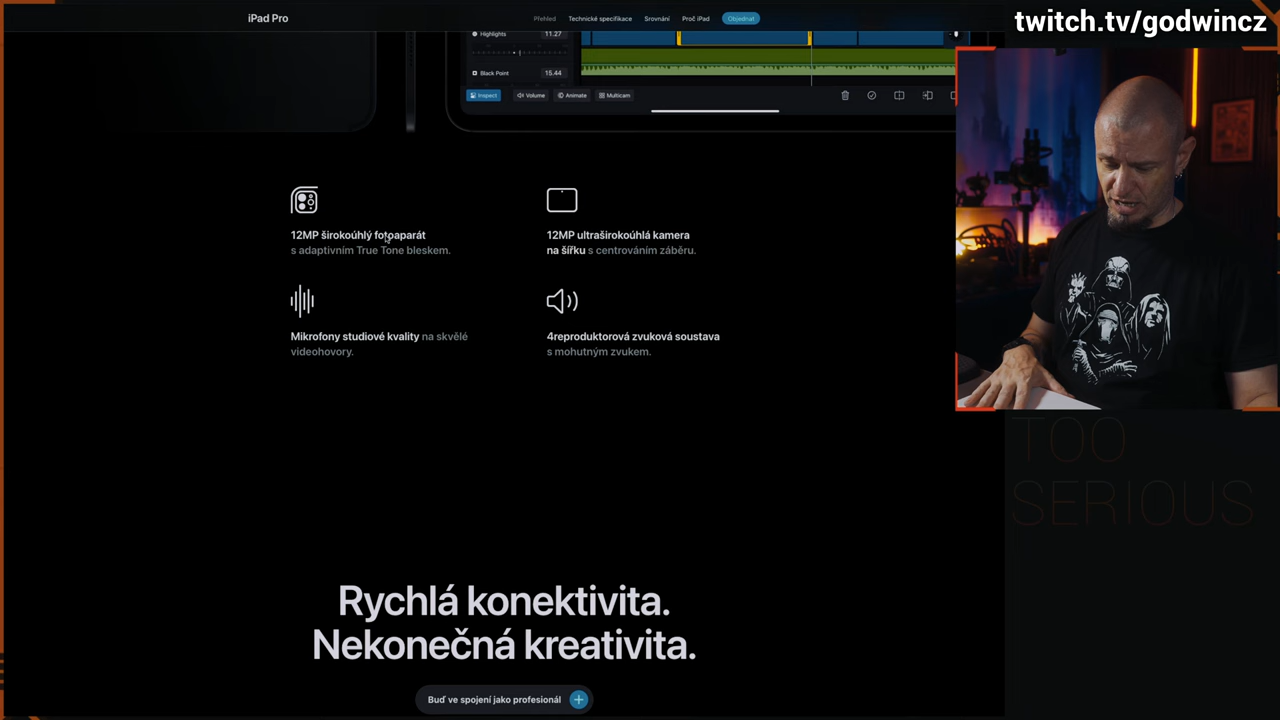 iPad Pro
Přehled Technické specifikace Srovnání Proč iPad Objednat
twitch.tv/godwincz
Highlights 11.27
Black Point 15.44
Inspect Volume Animate Multicam
12MP širokoúhlý fotoaparát
s adaptivním True Tone bleskem.
12MP ultraširokoúhlá kamera
na šířku s centrováním záběru.
Mikrofony studiové kvality na skvělé
videohovory.
4reproduktorová zvuková soustava
s mohutným zvukem.
TOO
SERIOUS
Rychlá konektivita.
Nekonečná kreativita.
Buď ve spojení jako profesionál